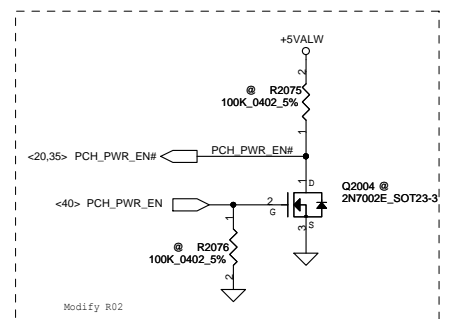 +5VALW
2
@ R2075
100K_0402_5%
1
<20,35> PCH_PWR_EN# PCH_PWR_EN#
1 D
Q2004 @
2N7002E_SOT23-3
<40> PCH_PWR_EN
2
G
3 S
1
@ R2076
100K_0402_5%
2
Modify R02